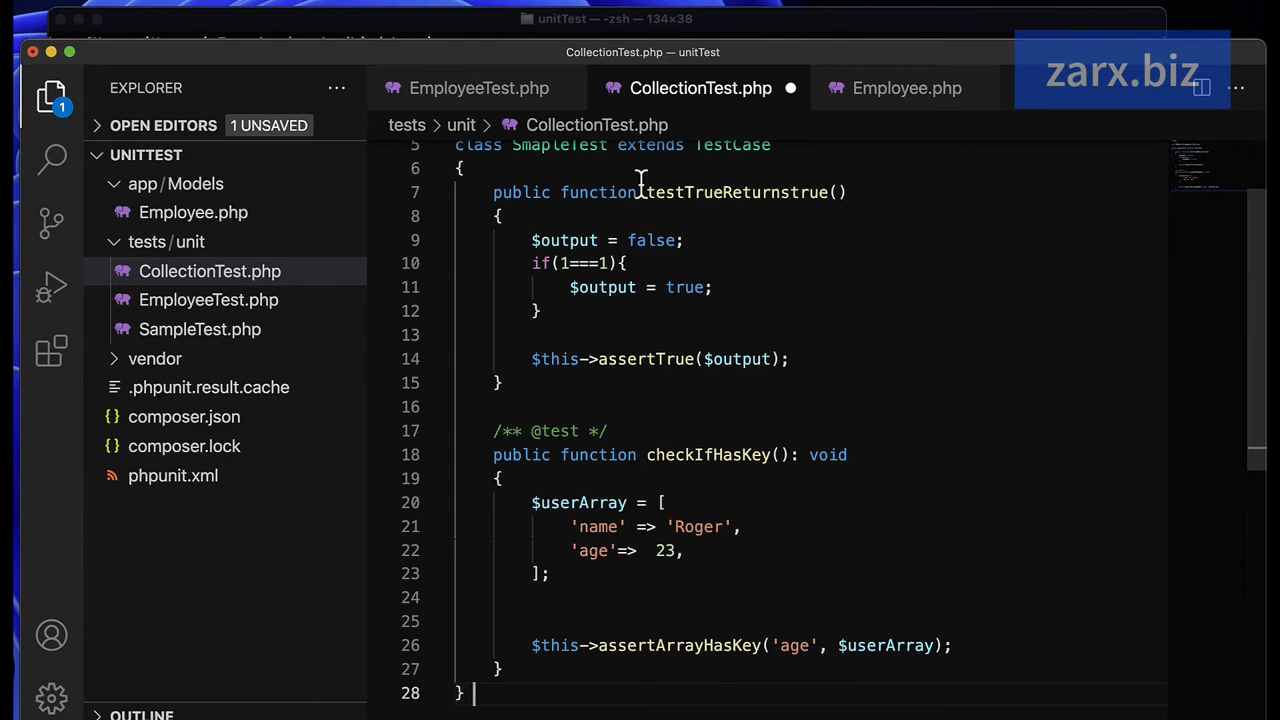 unitTest — -zsh — 134×38
CollectionTest.php — unitTest
zarx.biz
EXPLORER
EmployeeTest.php
CollectionTest.php
Employee.php
1
OPEN EDITORS 1 UNSAVED
tests > unit > CollectionTest.php
UNITTEST
app/Models
Employee.php
tests/unit
CollectionTest.php
EmployeeTest.php
SampleTest.php
vendor
.phpunit.result.cache
composer.json
composer.lock
phpunit.xml
OUTLINE
5 class SmapleTest extends TestCase
6 {
7 public function testTrueReturnstrue()
8 {
9 $output = false;
10 if(1===1){
11 $output = true;
12 }
13
14 $this->assertTrue($output);
15 }
16
17 /** @test */
18 public function checkIfHasKey(): void
19 {
20 $userArray = [
21 'name' => 'Roger',
22 'age'=>  23,
23 ];
24
25
26 $this->assertArrayHasKey('age', $userArray);
27 }
28 }